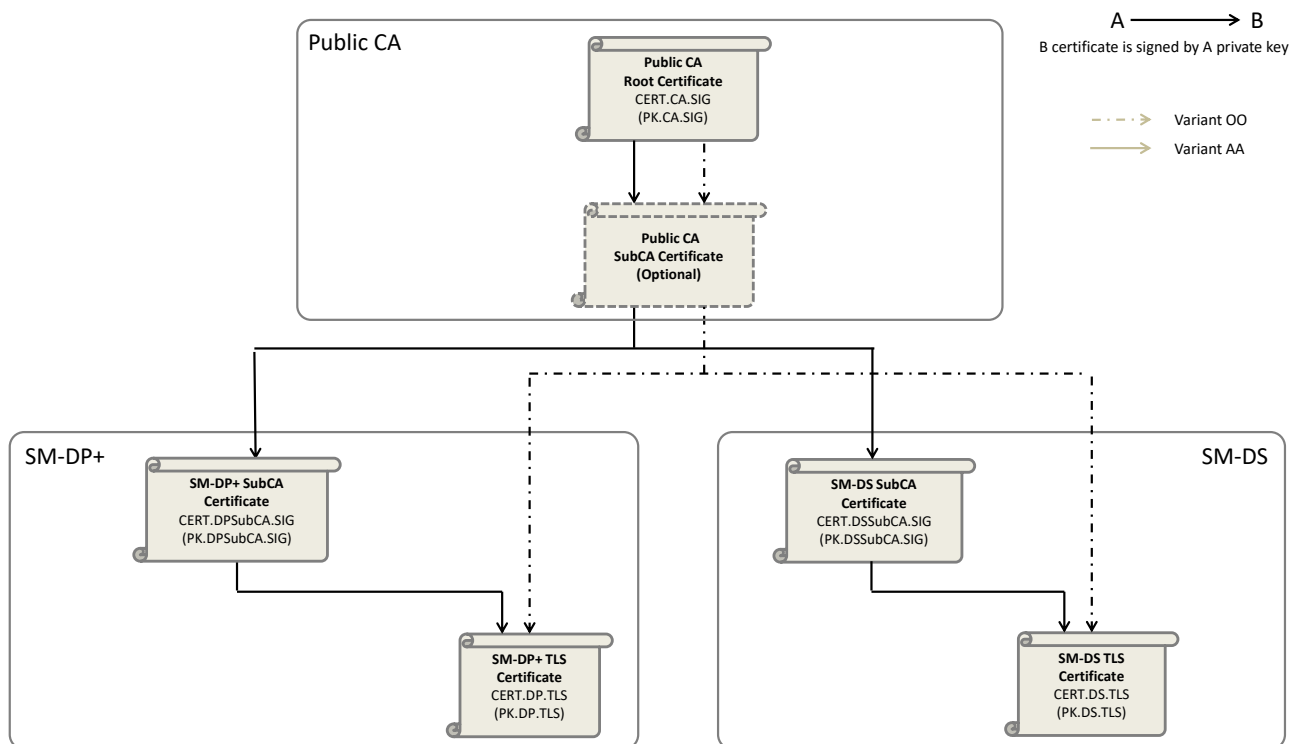 Public CA
A
B
B certificate is signed by A private key
Variant OO
Variant AA
Public CA
Root Certificate
CERT.CA.SIG
(PK.CA.SIG)
Public CA
SubCA Certificate
(Optional)
SM-DP+
SM-DP+ SubCA
Certificate
CERT.DPSubCA.SIG
(PK.DPSubCA.SIG)
SM-DP+ TLS
Certificate
CERT.DP.TLS
(PK.DP.TLS)
SM-DS
SM-DS SubCA
Certificate
CERT.DSSubCA.SIG
(PK.DSSubCA.SIG)
SM-DS TLS
Certificate
CERT.DS.TLS
(PK.DS.TLS)